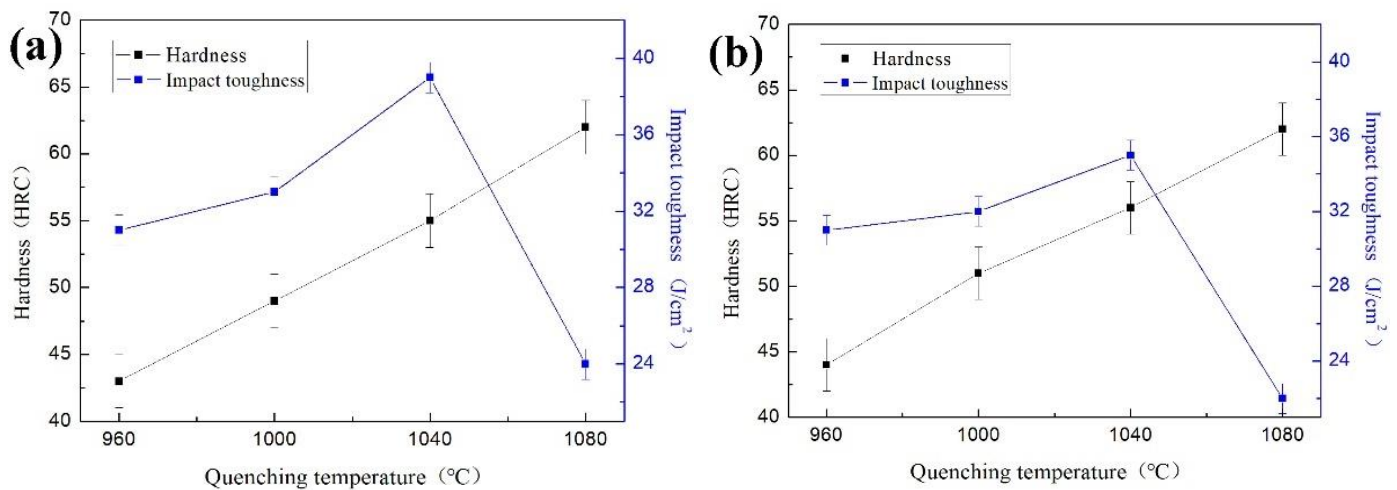 (a)
Hardness
Impact toughness
70
65
60
55
50
45
40
Hardness（HRC）
40
36
32
28
24
Impact toughness（J/cm²）
960 1000 1040 1080
Quenching temperature（℃）
(b)
Hardness
Impact toughness
70
65
60
55
50
45
40
Hardness（HRC）
40
36
32
28
24
Impact toughness（J/cm²）
960 1000 1040 1080
Quenching temperature（℃）